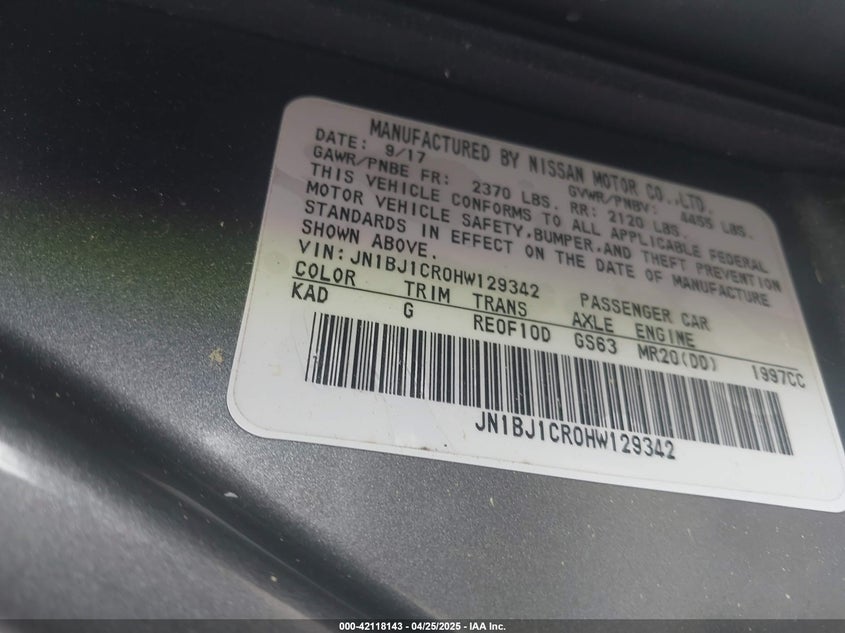 MANUFACTURED BY NISSAN MOTOR CO.,LTD.
DATE: 9/17 GVWR/PNBV: 4455 LBS.
GAWR/PNBE FR: 2370 LBS. RR: 2120 LBS.
THIS VEHICLE CONFORMS TO ALL APPLICABLE FEDERAL
MOTOR VEHICLE SAFETY,BUMPER,AND THEFT PREVENTION
STANDARDS IN EFFECT ON THE DATE OF MANUFACTURE
SHOWN ABOVE.
VIN: JN1BJ1CR0HW129342 PASSENGER CAR
COLOR TRIM TRANS AXLE ENGINE
KAD G RE0F10D GS63 MR20(DD) 1997CC
JN1BJ1CR0HW129342
000-42118143 - 04/25/2025 - IAA Inc.